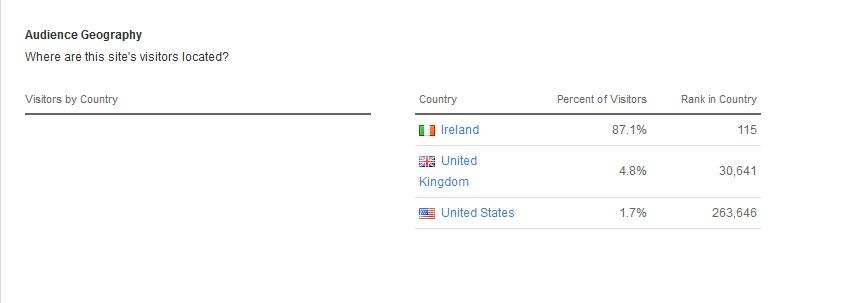 Audience Geography
Where are this site's visitors located?
Visitors by Country
Country Percent of Visitors Rank in Country
Ireland 87.1% 115
United
Kingdom 4.8% 30,641
United States 1.7% 263,646